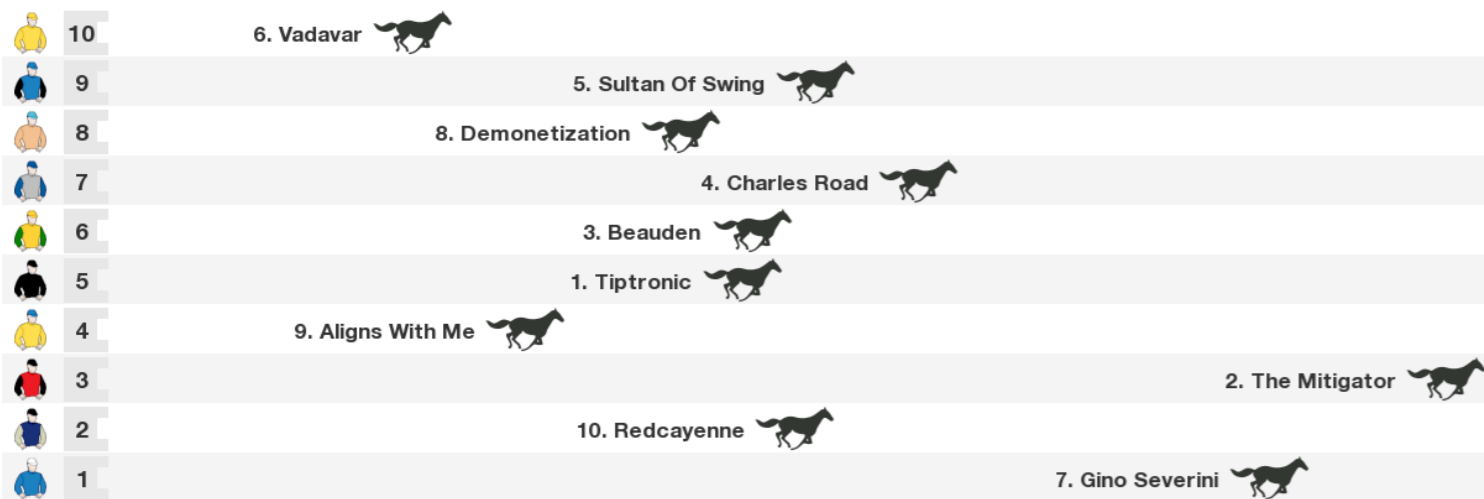 10 6. Vadavar
9 5. Sultan Of Swing
8 8. Demonetization
7 4. Charles Road
6 3. Beauden
5 1. Tiptronic
4 9. Aligns With Me
3 2. The Mitigator
2 10. Redcayenne
1 7. Gino Severini